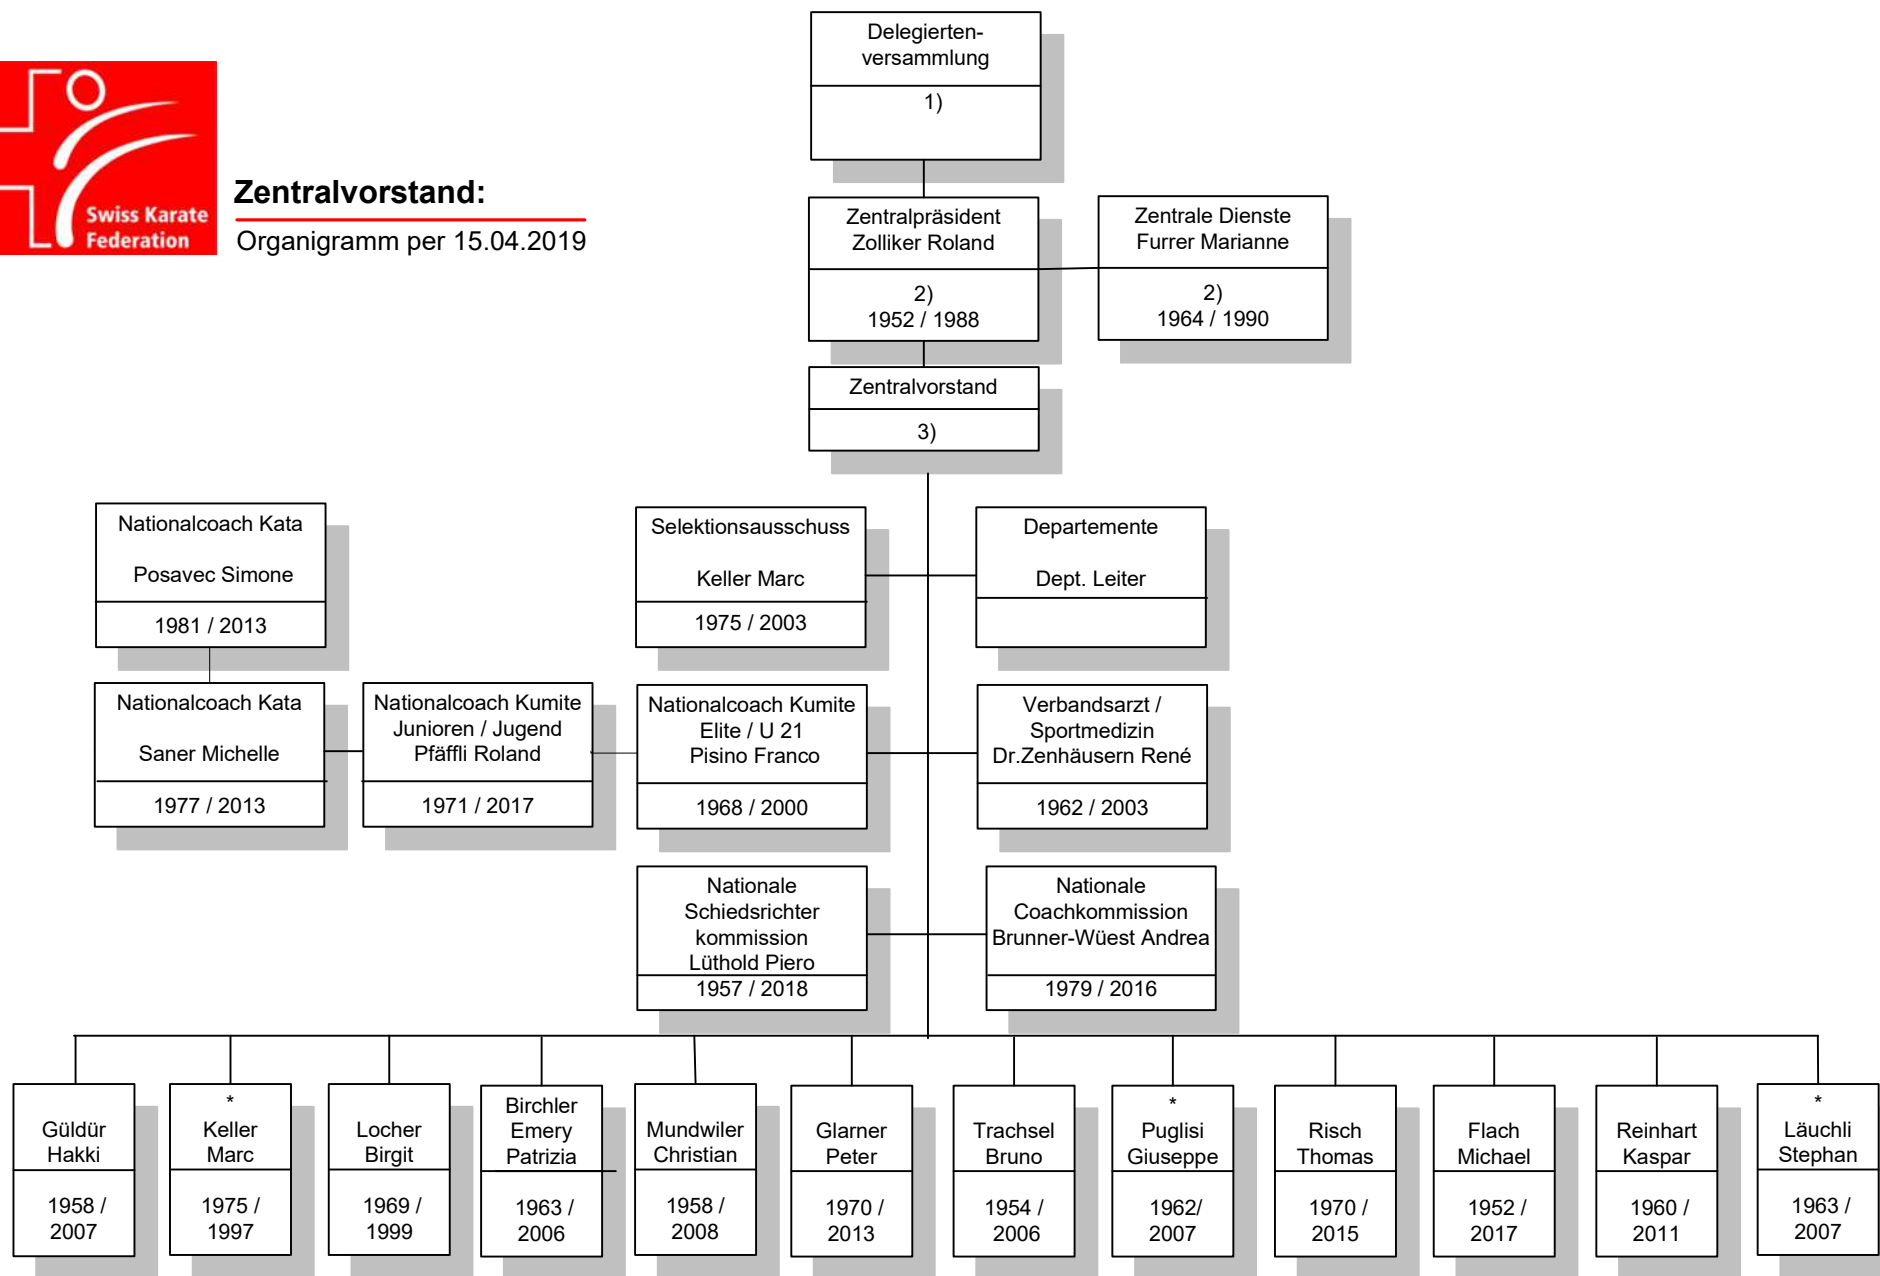 Delegierten-
versammlung
1)
Swiss Karate
Federation
Zentralvorstand:
Organigramm per 15.04.2019
Zentralpräsident
Zolliker Roland
2)
1952 / 1988
Zentrale Dienste
Furrer Marianne
2)
1964 / 1990
Zentralvorstand
3)
Nationalcoach Kata
Posavec Simone
1981 / 2013
Selektionsausschuss
Keller Marc
1975 / 2003
Departemente
Dept. Leiter
Nationalcoach Kata
Saner Michelle
1977 / 2013
Nationalcoach Kumite
Junioren / Jugend
Pfäffli Roland
1971 / 2017
Nationalcoach Kumite
Elite / U 21
Pisino Franco
1968 / 2000
Verbandsarzt /
Sportmedizin
Dr.Zenhäusern René
1962 / 2003
Nationale
Schiedsrichter
kommission
Lüthold Piero
1957 / 2018
Nationale
Coachkommission
Brunner-Wüest Andrea
1979 / 2016
Güldür
Hakki
1958 /
2007
*
Keller
Marc
1975 /
1997
Locher
Birgit
1969 /
1999
Birchler
Emery
Patrizia
1963 /
2006
Mundwiler
Christian
1958 /
2008
Glarner
Peter
1970 /
2013
Trachsel
Bruno
1954 /
2006
*
Puglisi
Giuseppe
1962/
2007
Risch
Thomas
1970 /
2015
Flach
Michael
1952 /
2017
Reinhart
Kaspar
1960 /
2011
*
Läuchli
Stephan
1963 /
2007